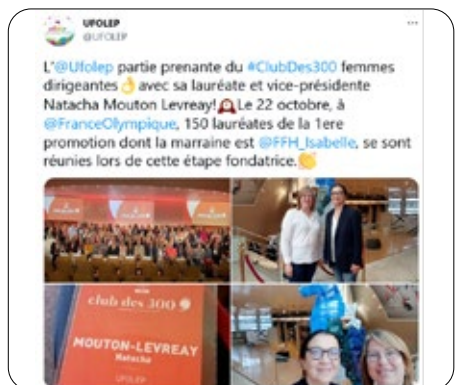 UFOLEP
@UFOLEP
L'@Ufolep partie prenante du #ClubDes300 femmes
dirigeantes👌avec sa lauréate et vice-présidente
Natacha Mouton Levreay!Le 22 octobre, à
@FranceOlympique, 150 lauréates de la 1ere
promotion dont la marraine est @FFH_Isabelle, se sont
réunies lors de cette étape fondatrice.👏
club des 300
MOUTON-LEVREAY
Natacha
UFOLEP